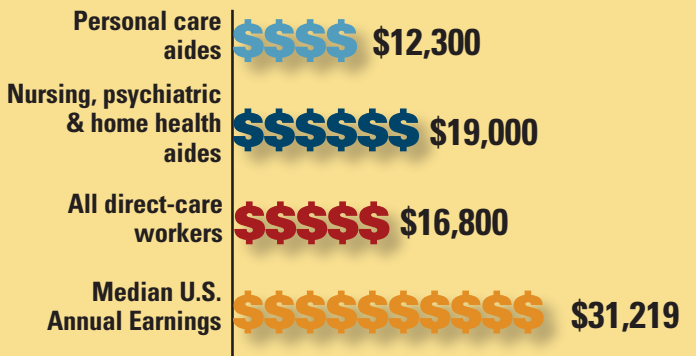 Personal care
aides
$$$$ $12,300
Nursing, psychiatric
& home health
aides
$$$$$$ $19,000
All direct-care
workers
$$$$$ $16,800
Median U.S.
Annual Earnings
$$$$$$$$$$ $31,219